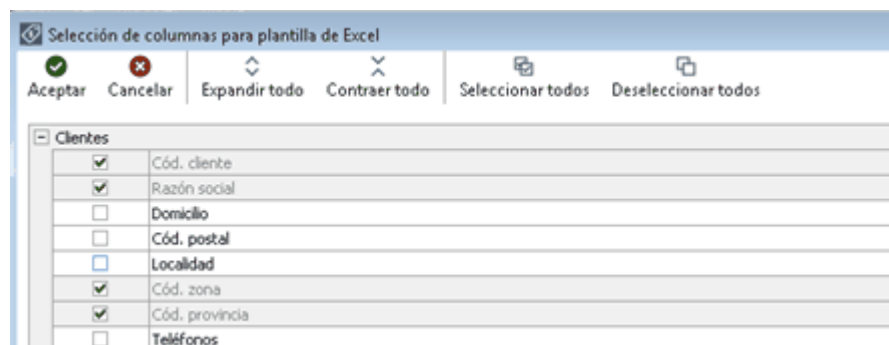 Selección de columnas para plantilla de Excel
Aceptar Cancelar Expandir todo Contraer todo Seleccionar todos Deseleccionar todos
Clientes
Cód. cliente
Razón social
Domicilio
Cód. postal
Localidad
Cód. zona
Cód. provincia
Teléfonos